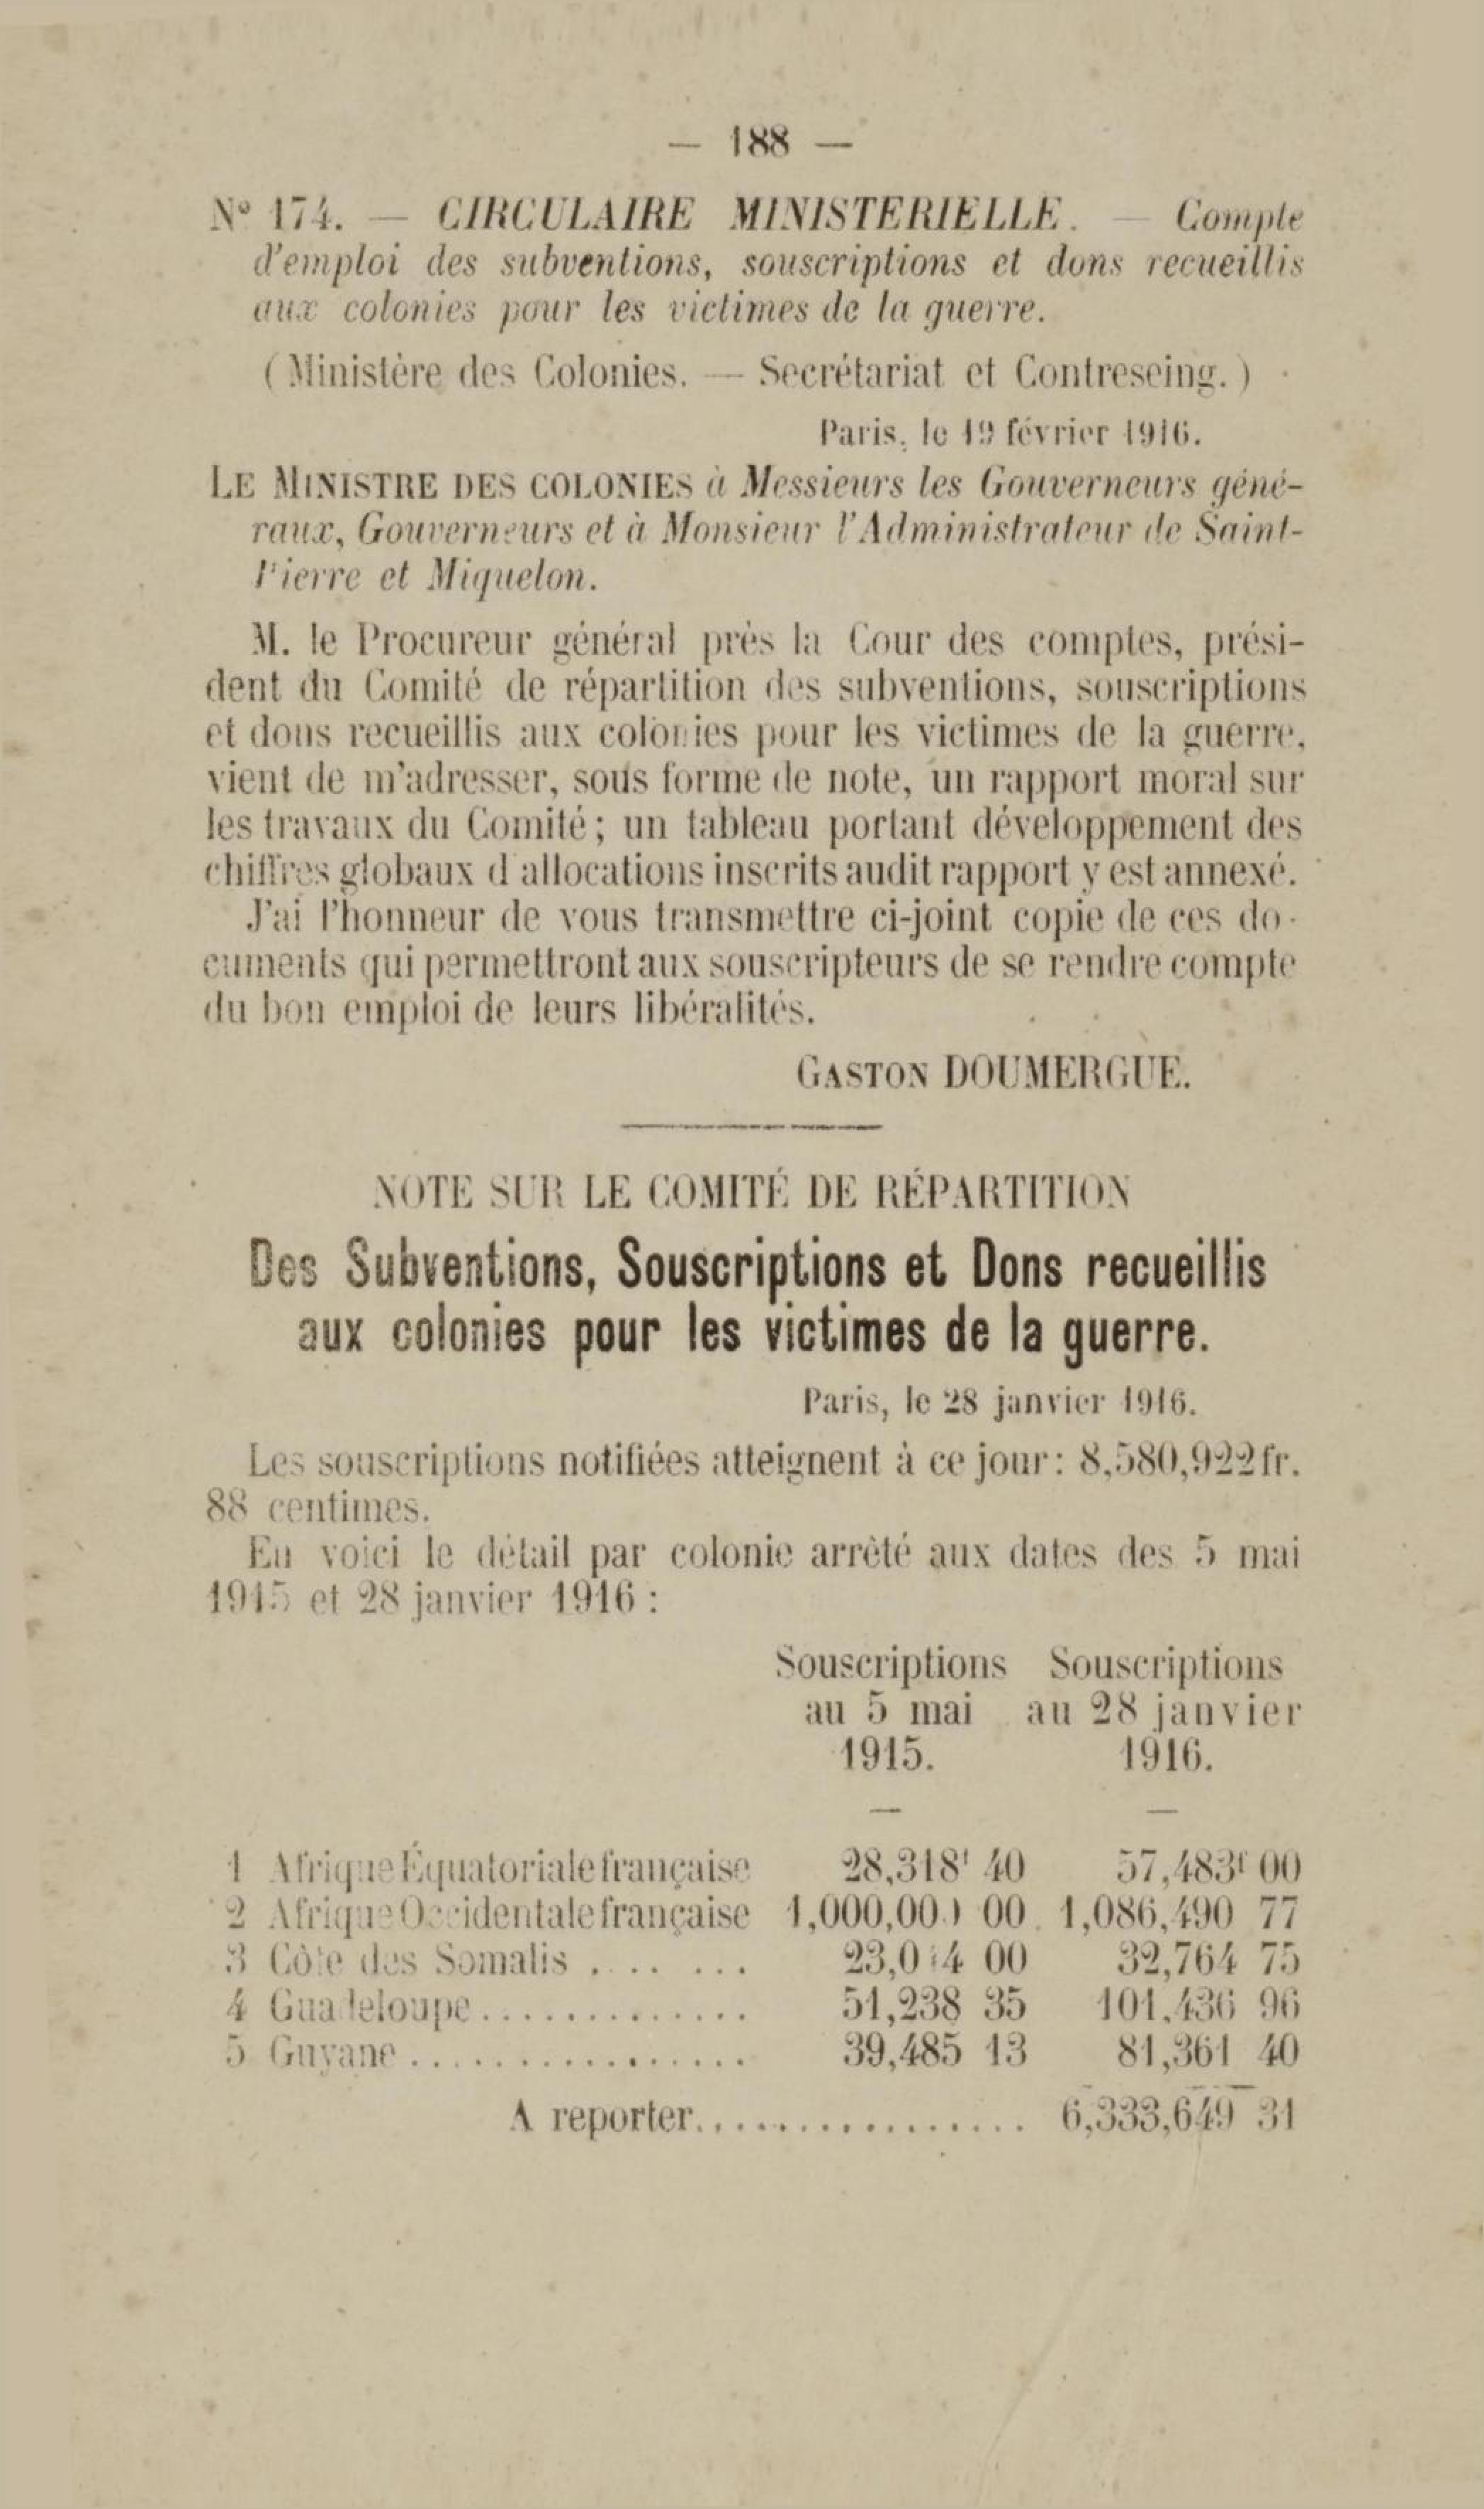 — 188 —
N° 174. — CIRCULAIRE MINISTERIELLE. — Compte
d'emploi des subventions, souscriptions et dons recueillis
aux colonies pour les victimes de la guerre.
(Ministère des Colonies. — Secrétariat et Contreseing.)
Paris, le 19 février 1916.
LE MINISTRE DES COLONIES à Messieurs les Gouverneurs géné-
raux, Gouverneurs et à Monsieur l'Administrateur de Saint-
Pierre et Miquelon.
M. le Procureur général près la Cour des comptes, prési-
dent du Comité de répartition des subventions, souscriptions
et dons recueillis aux colonies pour les victimes de la guerre,
vient de m'adresser, sous forme de note, un rapport moral sur
les travaux du Comité; un tableau portant développement des
chiffres globaux d allocations inscrits audit rapport y est annexé.
J'ai l'honneur de vous transmettre ci-joint copie de ces do-
cuments qui permettront aux souscripteurs de se rendre compte
du bon emploi de leurs libéralités.
GASTON DOUMERGUE.
NOTE SUR LE COMITÉ DE RÉPARTITION
Des Subventions, Souscriptions et Dons recueillis
aux colonies pour les victimes de la guerre.
Paris, le 28 janvier 1916.
Les souscriptions notifiées atteignent à ce jour: 8,580,922 fr.
88 centimes.
En voici le détail par colonie arrêté aux dates des 5 mai
1915 et 28 janvier 1916 :
Souscriptions Souscriptions
au 5 mai au 28 janvier
1915. 1916.
— —
1 Afrique Équatoriale française 28,318f 40 57,483f 00
2 Afrique Occidentale française 1,000,000 00 1,086,490 77
3 Côte des Somalis ....... 00 32,764 75
4 Guadeloupe............. 51,238 35 101,436 96
5 Guyane ................. 39,485 13 81,361 40
A reporter................ 6,333,649 31